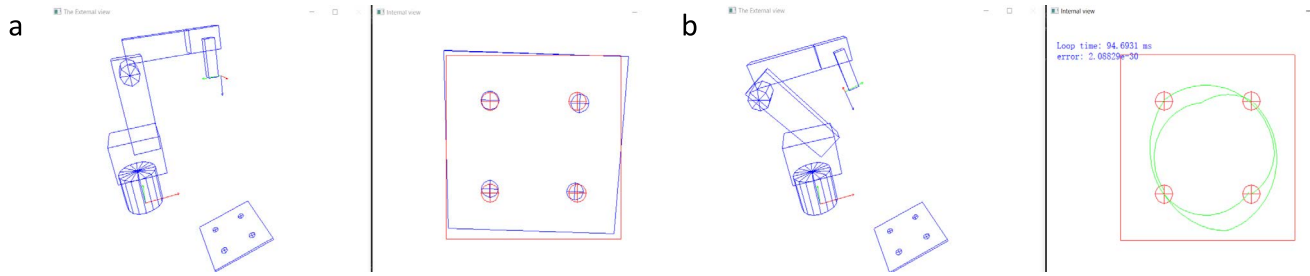 a
The External view
Internal view
b
The External view
Internal view
Loop time: 94.6931 ms
error: 2.08829e-30